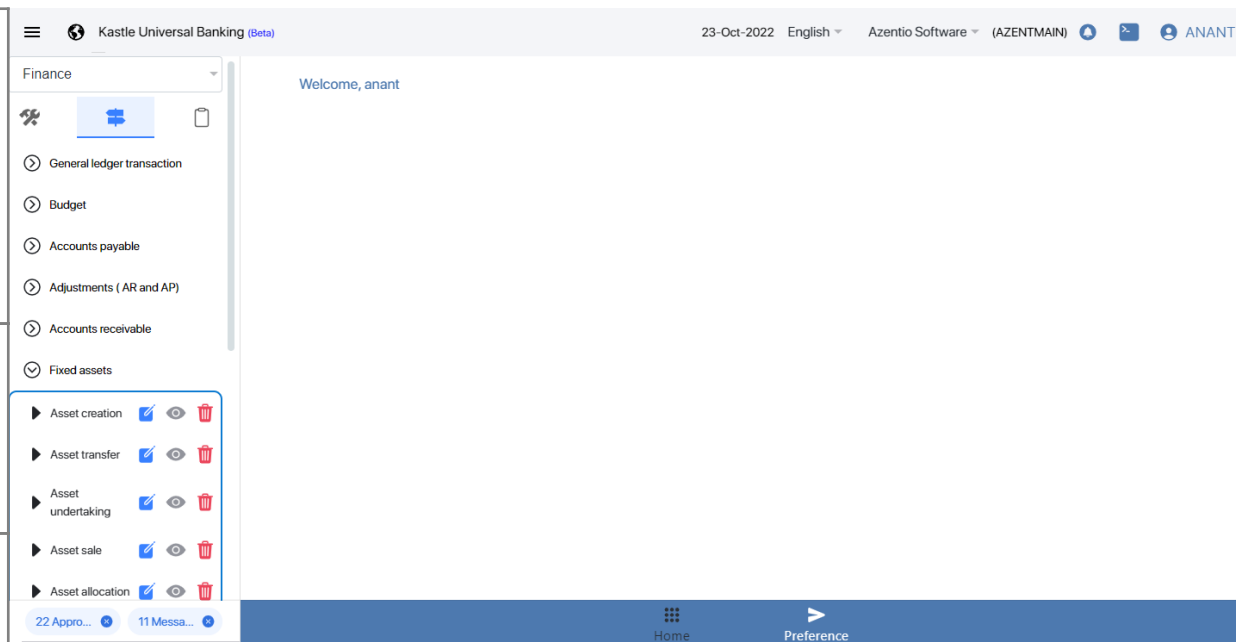 Kastle Universal Banking (Beta)
23-Oct-2022 English Azentio Software (AZENTMAIN) ANANT
Finance
Welcome, anant
General ledger transaction
Budget
Accounts payable
Adjustments ( AR and AP)
Accounts receivable
Fixed assets
Asset creation
Asset transfer
Asset
undertaking
Asset sale
Asset allocation
22 Appro... 11 Messa...
Home Preference